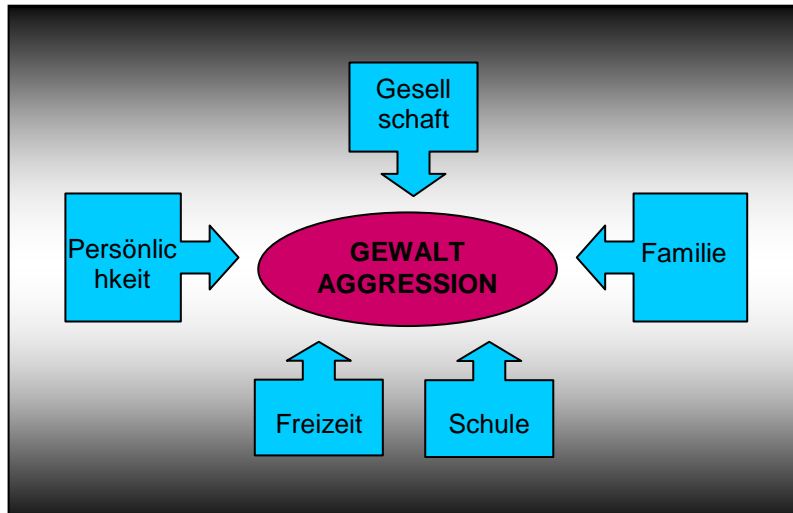 Gesell
schaft
Persönlic
hkeit
GEWALT
AGGRESSION
Familie
Freizeit
Schule